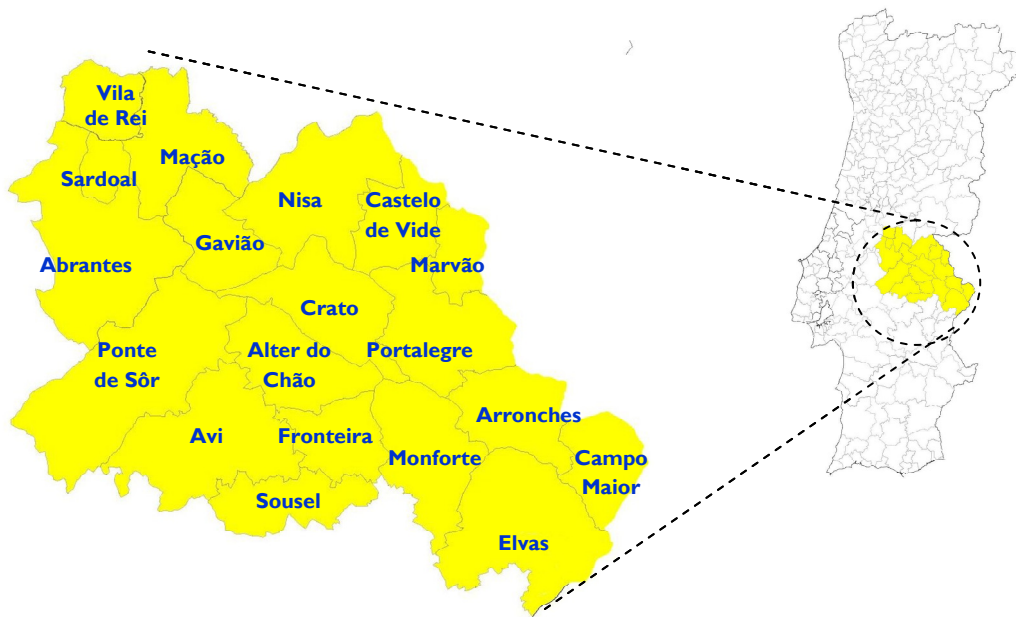 Vila
de Rei
Mação
Sardoal
Nisa
Castelo
de Vide
Gavião
Abrantes
Marvão
Crato
Ponte
de Sôr
Alter do
Chão
Portalegre
Arronches
Avi
Fronteira
Monforte
Campo
Maior
Sousel
Elvas